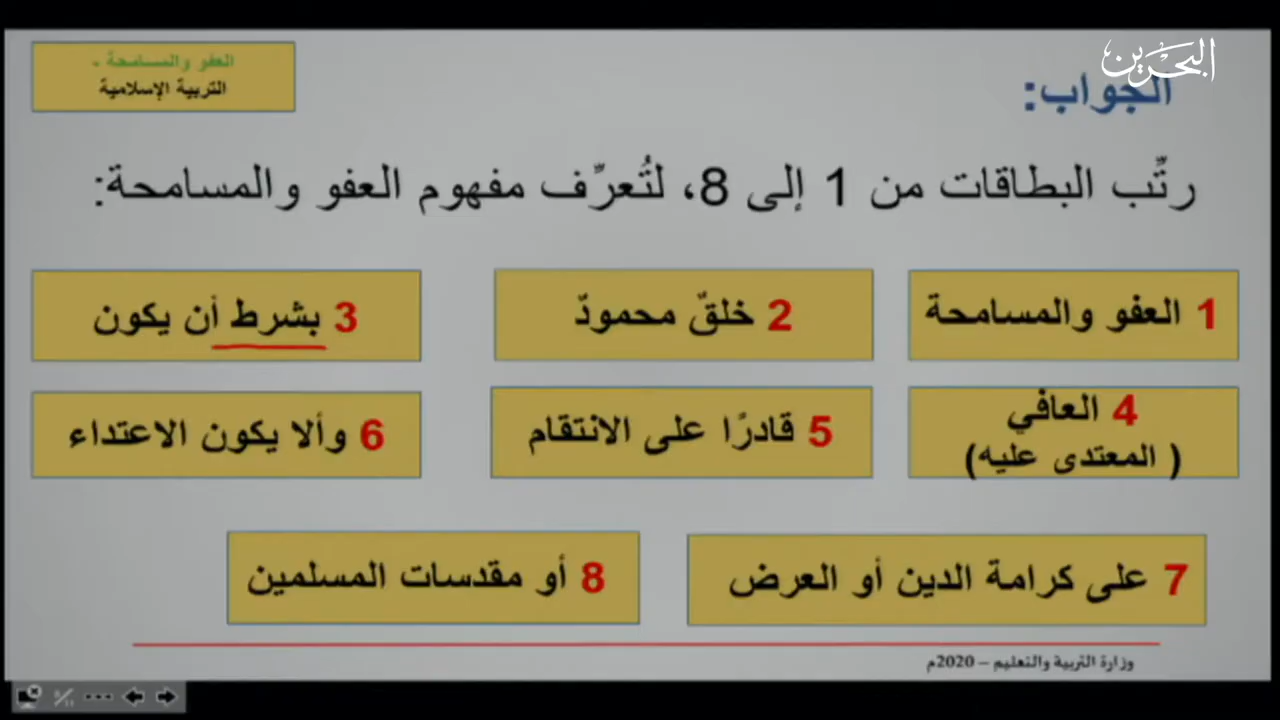 البحرين
العفو والمسامحة -
التربية الإسلامية
الجواب:
رتِّب البطاقات من 1 إلى 8، لتُعرِّف مفهوم العفو والمسامحة:
1 العفو والمسامحة
2 خلقٌ محمودٌ
3 بشرط أن يكون
4 العافي
( المعتدى عليه)
5 قادرًا على الانتقام
6 وألا يكون الاعتداء
7 على كرامة الدين أو العرض
8 أو مقدسات المسلمين
وزارة التربية والتعليم – 2020م